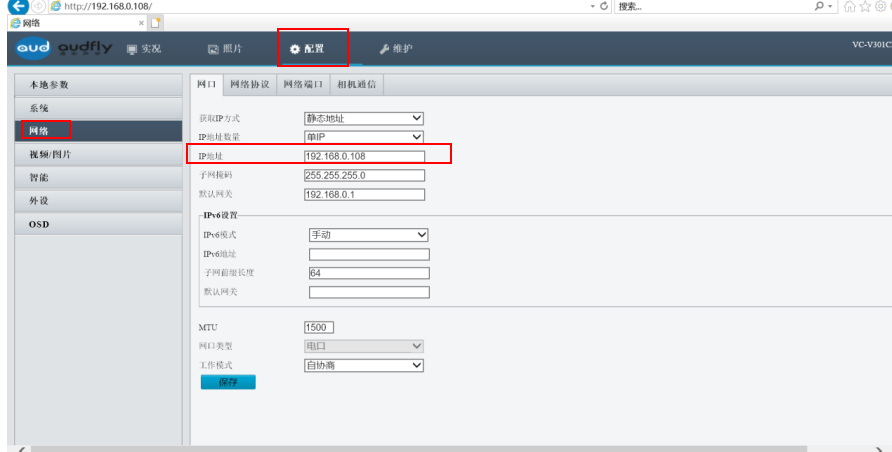 http://192.168.0.108/
搜索...
网络
aud audfly 实况 照片 配置 维护 VC-V301C
本地参数
系统
网络
视频/图片
智能
外设
OSD
网口 网络协议 网络端口 相机通信
获取IP方式 静态地址
IP地址数量 单IP
IP地址 192.168.0.108
子网掩码 255.255.255.0
默认网关 192.168.0.1
IPv6设置
IPv6模式 手动
IPv6地址
子网前缀长度 64
默认网关
MTU 1500
网口类型 电口
工作模式 自协商
保存